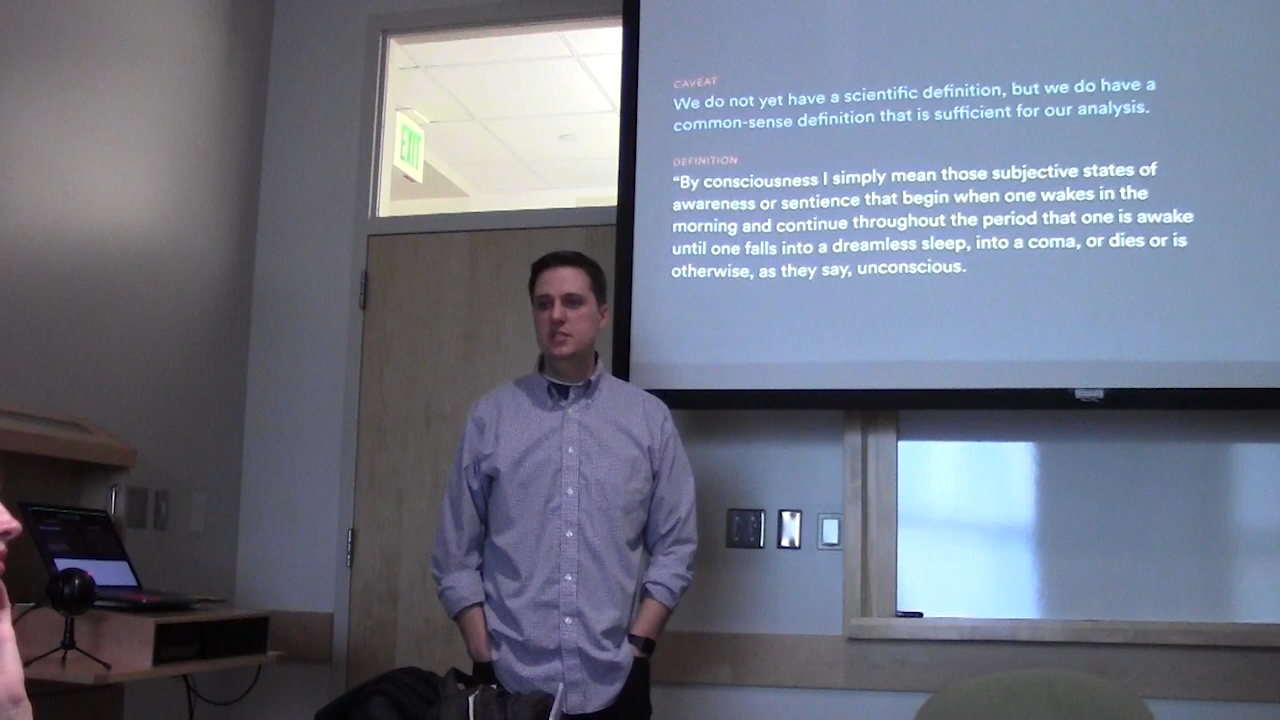 EXIT
CAVEAT
We do not yet have a scientific definition, but we do have a
common-sense definition that is sufficient for our analysis.
DEFINITION
“By consciousness I simply mean those subjective states of
awareness or sentience that begin when one wakes in the
morning and continue throughout the period that one is awake
until one falls into a dreamless sleep, into a coma, or dies or is
otherwise, as they say, unconscious.